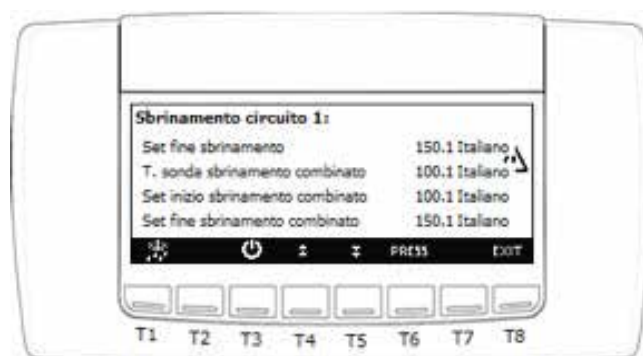 Sbrinamento circuito 1:
Set fine sbrinamento 150.1 Italiano
T. sonda sbrinamento combinato 100.1 Italiano
Set inizio sbrinamento combinato 100.1 Italiano
Set fine sbrinamento combinato 150.1 Italiano
PRESS EXIT
T1 T2 T3 T4 T5 T6 T7 T8